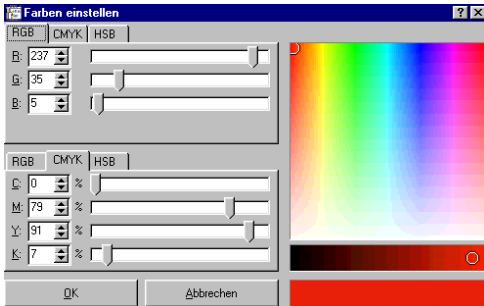 Farben einstellen
RGB CMYK HSB
R: 237
G: 35
B: 5
RGB CMYK HSB
C: 0 %
M: 79 %
Y: 91 %
K: 7 %
OK Abbrechen